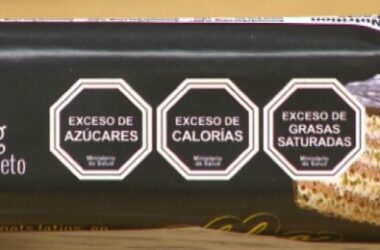 EXCESO DE
AZÚCARES
Ministerio
de Salud
EXCESO DE
CALORÍAS
Ministerio
de Salud
EXCESO DE
GRASAS
SATURADAS
Ministerio
de Salud